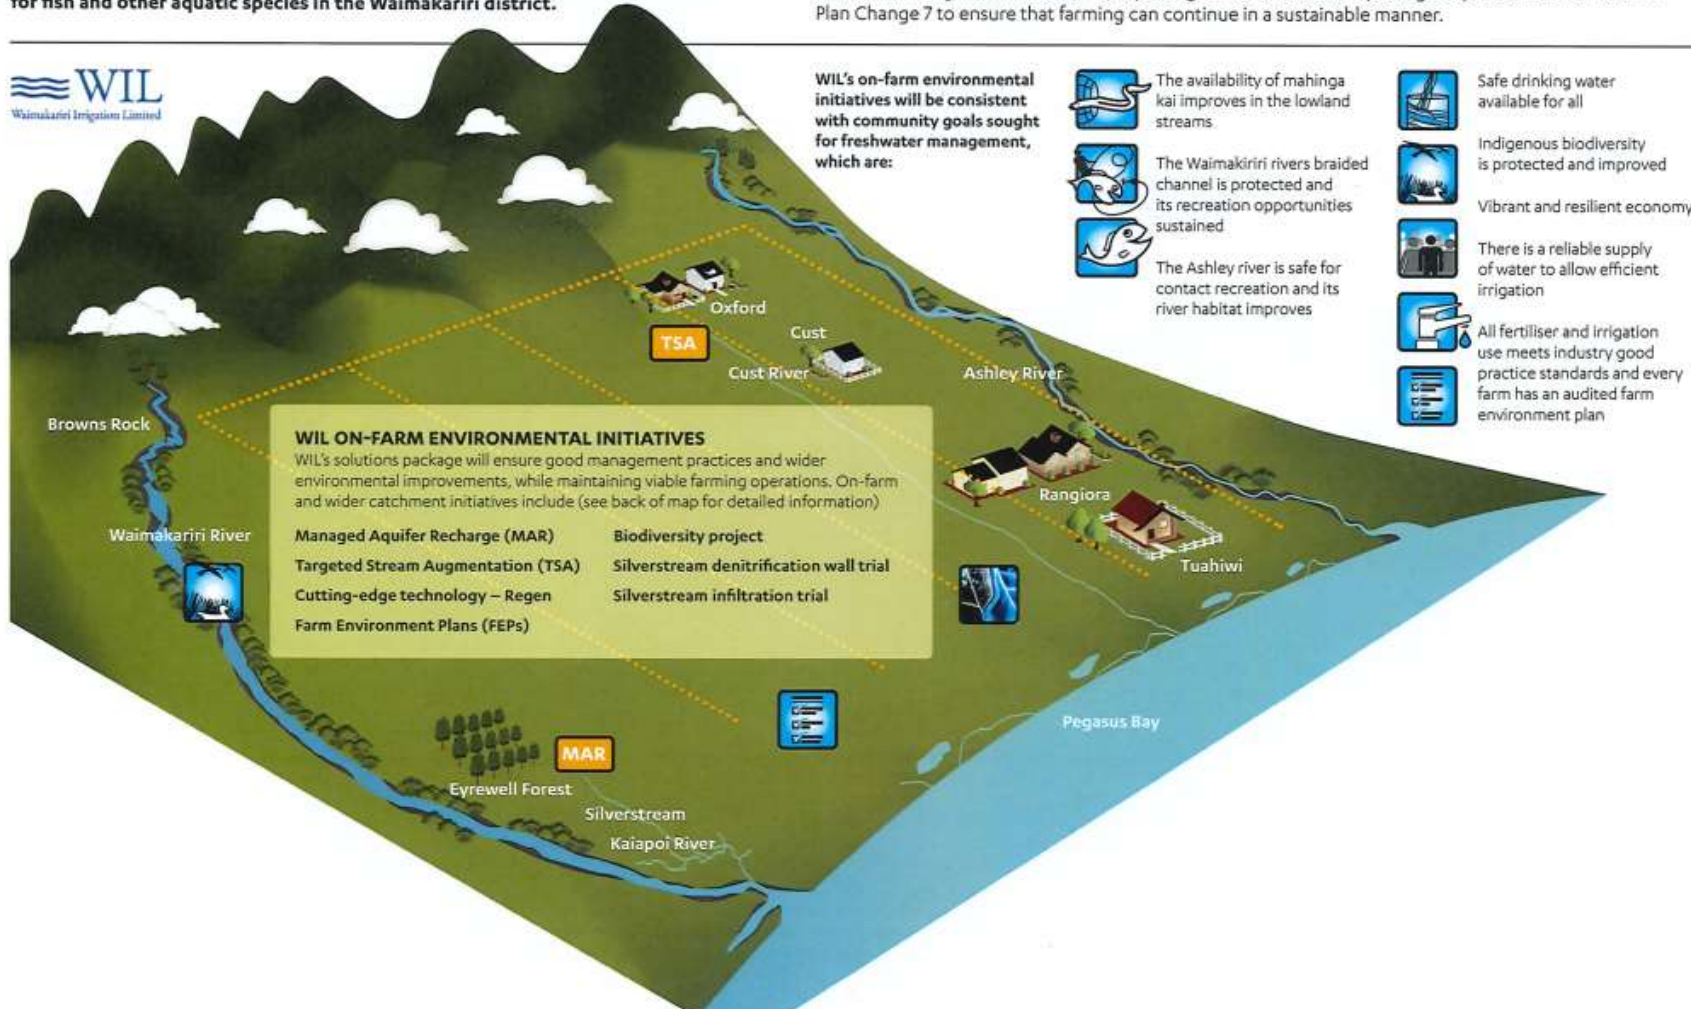 for fish and other aquatic species in the Waimakariri district.
Plan Change 7 to ensure that farming can continue in a sustainable manner.
WIL
Waimakariri Irrigation Limited
WIL's on-farm environmental
initiatives will be consistent
with community goals sought
for freshwater management,
which are:
The availability of mahinga
kai improves in the lowland
streams
The Waimakiriri rivers braided
channel is protected and
its recreation opportunities
sustained
The Ashley river is safe for
contact recreation and its
river habitat improves
Safe drinking water
available for all
Indigenous biodiversity
is protected and improved
Vibrant and resilient economy
There is a reliable supply
of water to allow efficient
irrigation
All fertiliser and irrigation
use meets industry good
practice standards and every
farm has an audited farm
environment plan
Oxford
TSA
Cust
Cust River
Ashley River
Browns Rock
WIL ON-FARM ENVIRONMENTAL INITIATIVES
WIL's solutions package will ensure good management practices and wider
environmental improvements, while maintaining viable farming operations. On-farm
and wider catchment initiatives include (see back of map for detailed information)
Managed Aquifer Recharge (MAR)
Targeted Stream Augmentation (TSA)
Cutting-edge technology – Regen
Farm Environment Plans (FEPs)
Biodiversity project
Silverstream denitrification wall trial
Silverstream infiltration trial
Rangiora
Waimakariri River
Tuahiwi
Pegasus Bay
MAR
Eyrewell Forest
Silverstream
Kaiapoi River